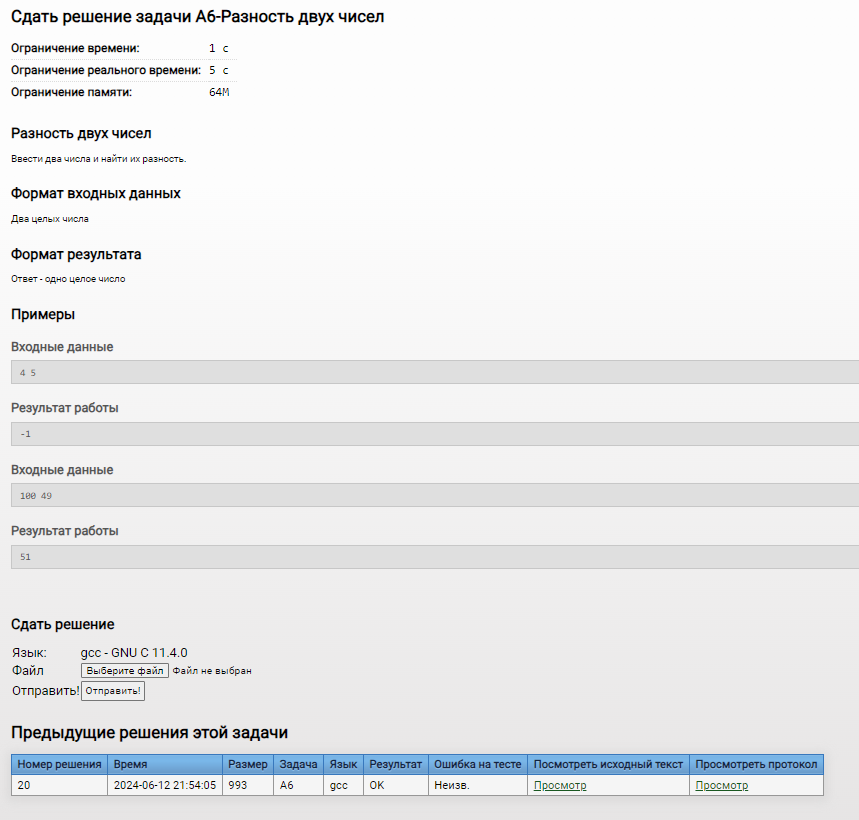 Сдать решение задачи A6-Разность двух чисел
Ограничение времени: 1 с
Ограничение реального времени: 5 с
Ограничение памяти: 64M
Разность двух чисел
Ввести два числа и найти их разность.
Формат входных данных
Два целых числа
Формат результата
Ответ - одно целое число
Примеры
Входные данные
4 5
Результат работы
-1
Входные данные
100 49
Результат работы
51
Сдать решение
Язык: gcc - GNU C 11.4.0
Файл Выберите файл Файл не выбран
Отправить! Отправить!
Предыдущие решения этой задачи
Номер решения Время Размер Задача Язык Результат Ошибка на тесте Посмотреть исходный текст Просмотреть протокол
20 2024-06-12 21:54:05 993 A6 gcc OK Неизв. Просмотр Просмотр